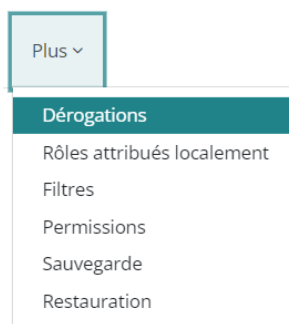 Plus
Dérogations
Rôles attribués localement
Filtres
Permissions
Sauvegarde
Restauration